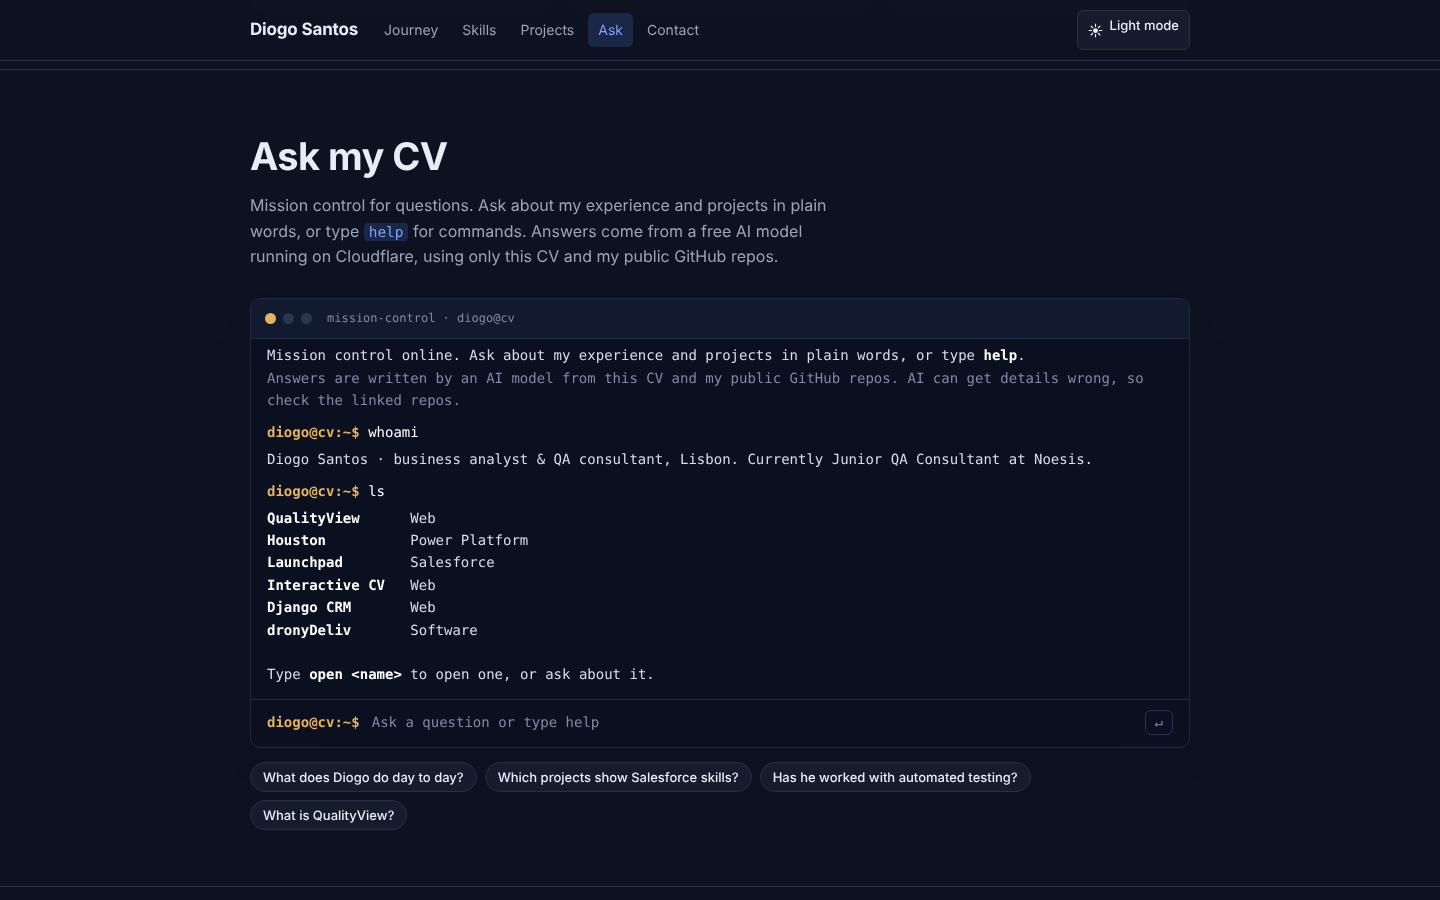 Diogo Santos Journey Skills Projects Ask Contact Light mode
Ask my CV
Mission control for questions. Ask about my experience and projects in plain
words, or type help for commands. Answers come from a free AI model
running on Cloudflare, using only this CV and my public GitHub repos.
mission-control · diogo@cv
Mission control online. Ask about my experience and projects in plain words, or type help.
Answers are written by an AI model from this CV and my public GitHub repos. AI can get details wrong, so
check the linked repos.
diogo@cv:~$ whoami
Diogo Santos · business analyst & QA consultant, Lisbon. Currently Junior QA Consultant at Noesis.
diogo@cv:~$ ls
QualityView Web
Houston Power Platform
Launchpad Salesforce
Interactive CV Web
Django CRM Web
dronyDeliv Software
Type open <name> to open one, or ask about it.
diogo@cv:~$ Ask a question or type help ↵
What does Diogo do day to day? Which projects show Salesforce skills? Has he worked with automated testing?
What is QualityView?